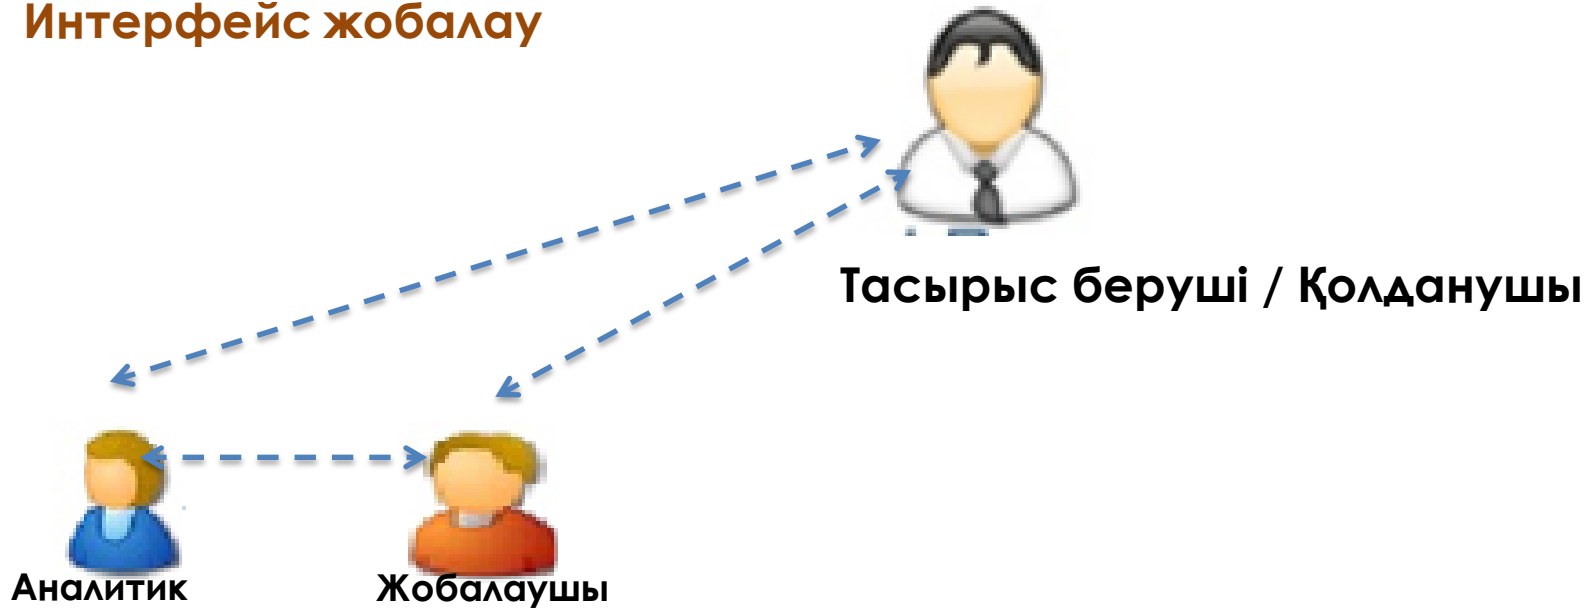 Интерфейс жобалау
Тасырыс беруші / Қолданушы
Аналитик
Жобалаушы